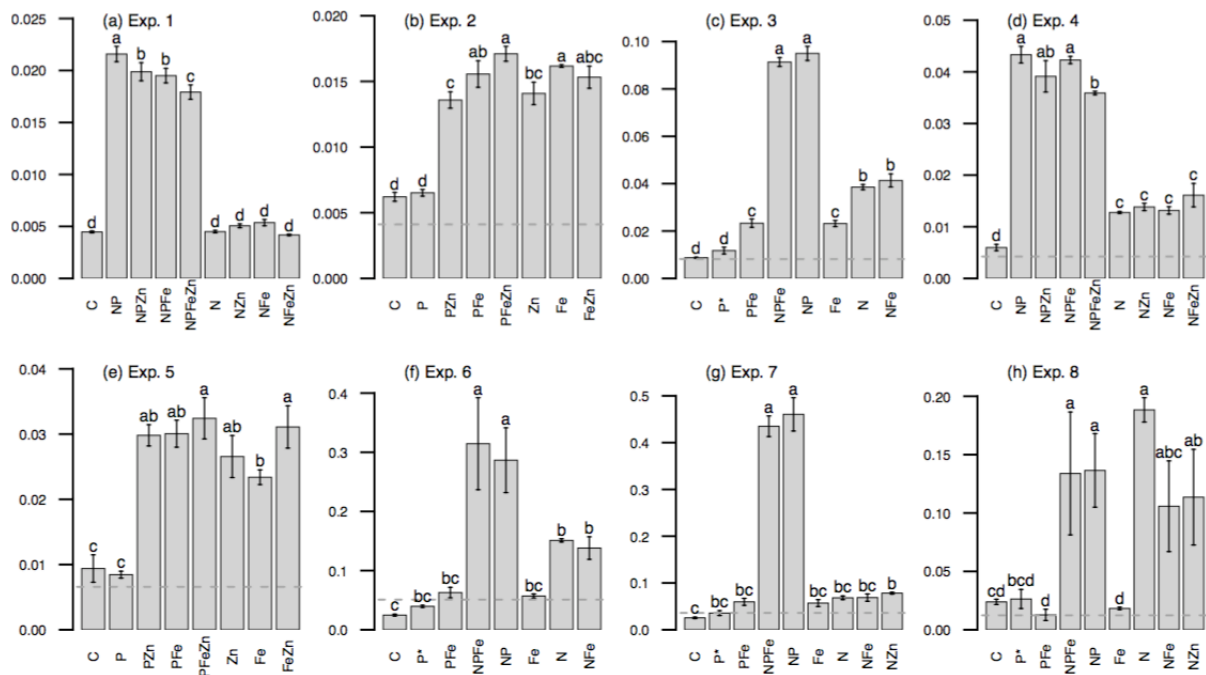 (a) Exp. 1
0.025
0.020
0.015
0.010
0.005
0.000
d
a
b
b
c
d
d
d
d
C
NP
NPZn
NPFe
NPFeZn
N
NZn
NFe
NFeZn
(b) Exp. 2
0.020
0.015
0.010
0.005
0.000
d
d
c
ab
a
bc
a
abc
C
P
PZn
PFe
PFeZn
Zn
Fe
FeZn
(c) Exp. 3
0.10
0.08
0.06
0.04
0.02
0.00
d
d
c
a
a
c
b
b
C
P*
PFe
NPFe
NP
Fe
N
NFe
(d) Exp. 4
0.05
0.04
0.03
0.02
0.01
0.00
c
a
ab
a
b
c
c
c
c
C
NP
NPZn
NPFe
NPFeZn
N
NZn
NFe
NFeZn
(e) Exp. 5
0.04
0.03
0.02
0.01
0.00
c
c
ab
ab
a
ab
b
a
C
P
PZn
PFe
PFeZn
Zn
Fe
FeZn
(f) Exp. 6
0.4
0.3
0.2
0.1
0.0
c
bc
bc
a
a
bc
b
b
C
P*
PFe
NPFe
NP
Fe
N
NFe
(g) Exp. 7
0.5
0.4
0.3
0.2
0.1
0.0
c
bc
bc
a
a
bc
bc
bc
b
C
P*
PFe
NPFe
NP
Fe
N
NFe
NZn
(h) Exp. 8
0.20
0.15
0.10
0.05
0.00
cd
bcd
d
a
a
d
a
abc
ab
C
P*
PFe
NPFe
NP
Fe
N
NFe
NZn